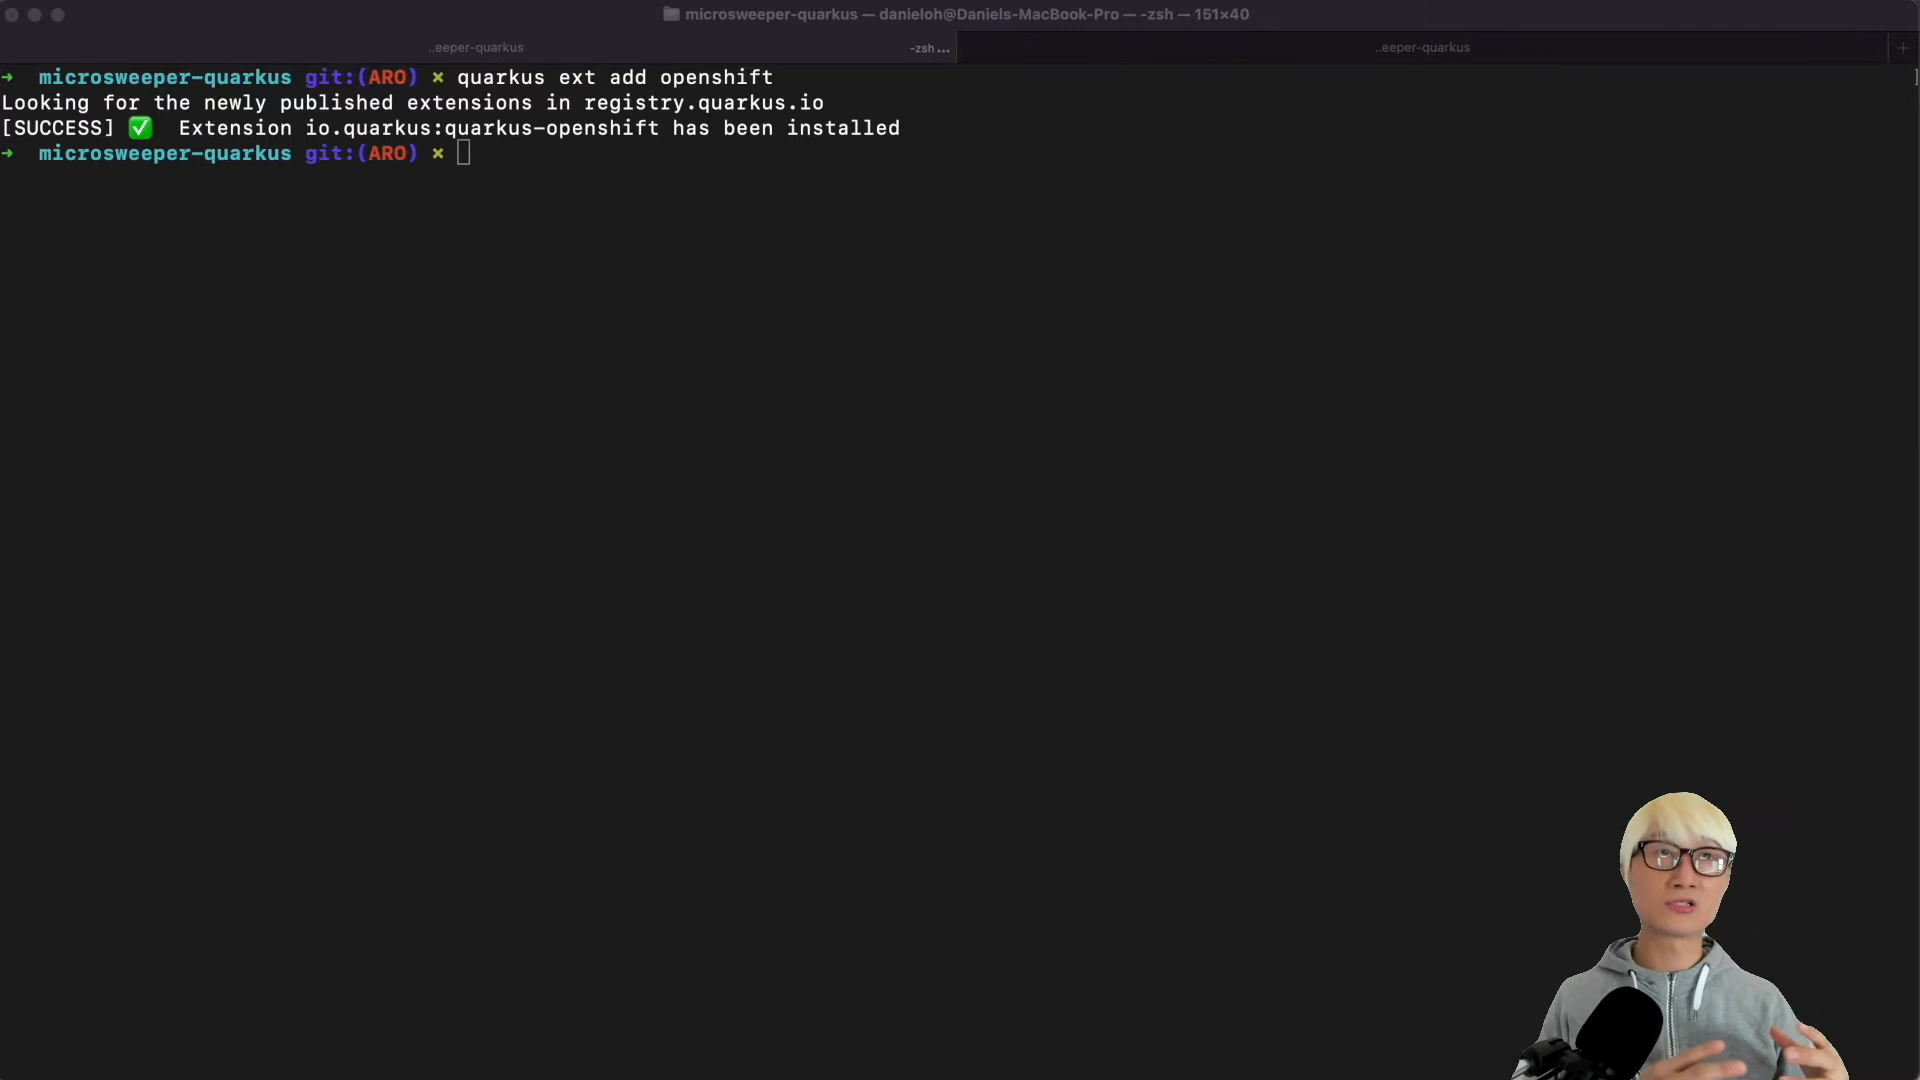 microsweeper-quarkus — danieloh@Daniels-MacBook-Pro — -zsh — 151×40
..eeper-quarkus
-zsh...
..eeper-quarkus
+
➜ microsweeper-quarkus git:(ARO) ✗ quarkus ext add openshift
Looking for the newly published extensions in registry.quarkus.io
[SUCCESS] ✅ Extension io.quarkus:quarkus-openshift has been installed
➜ microsweeper-quarkus git:(ARO) ✗